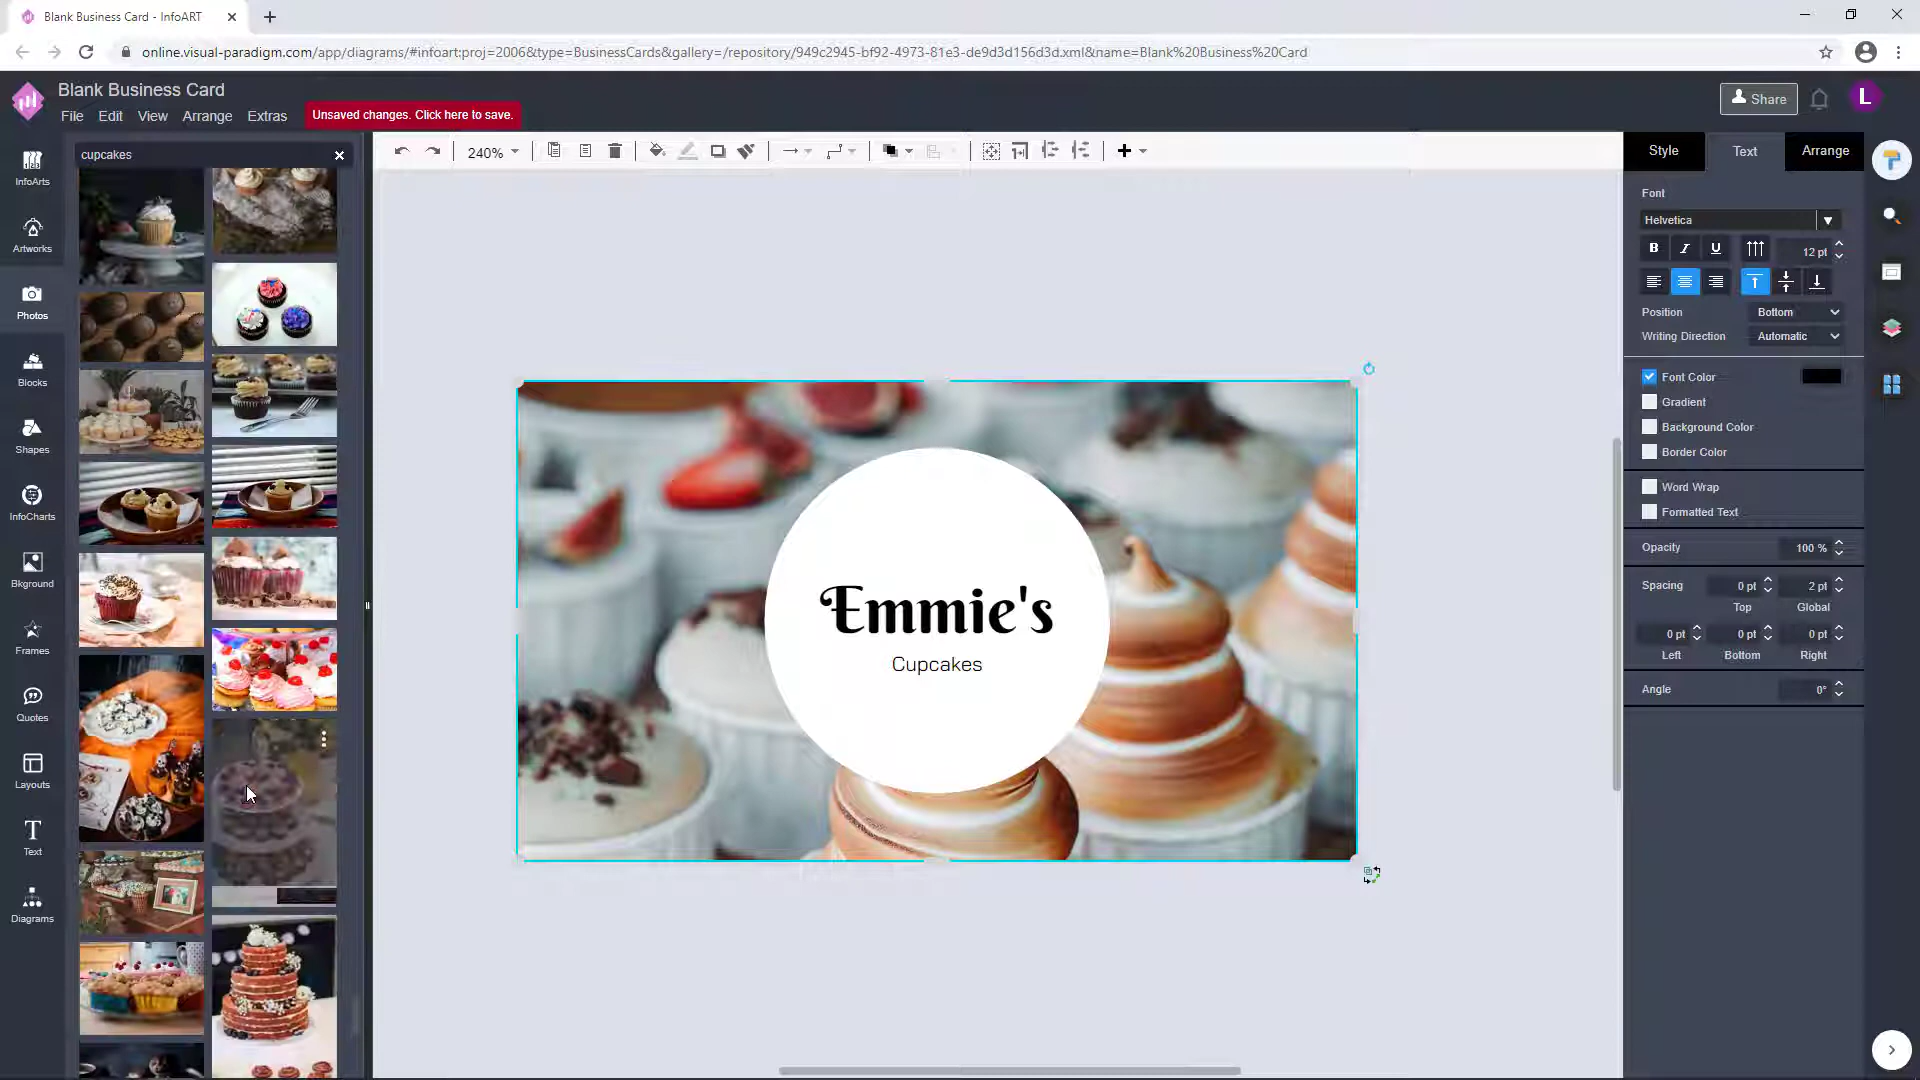 Blank Business Card - InfoART
online.visual-paradigm.com/app/diagrams/#infoart:proj=2006&type=BusinessCards&gallery=/repository/949c2945-bf92-4973-81e3-de9d3d156d3d.xml&name=Blank%20Business%20Card
Blank Business Card
File Edit View Arrange Extras
Unsaved changes. Click here to save.
Share
L
cupcakes
240%
InfoArts
Artworks
Photos
Blocks
Shapes
InfoCharts
Bkground
Frames
Quotes
Layouts
Text
Diagrams
Emmie's
Cupcakes
Style Text Arrange
Font
Helvetica
B I U 12 pt
Position Bottom
Writing Direction Automatic
Font Color
Gradient
Background Color
Border Color
Word Wrap
Formatted Text
Opacity 100 %
Spacing 0 pt 2 pt
Top Global
0 pt 0 pt 0 pt
Left Bottom Right
Angle 0°